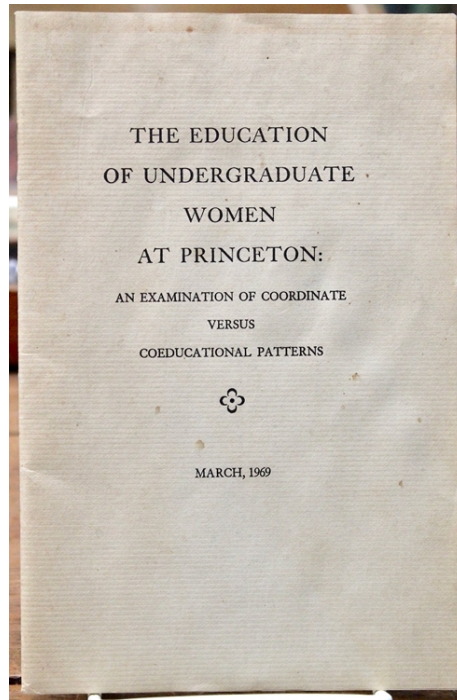 THE EDUCATION
OF UNDERGRADUATE
WOMEN
AT PRINCETON:
AN EXAMINATION OF COORDINATE
VERSUS
COEDUCATIONAL PATTERNS
MARCH, 1969